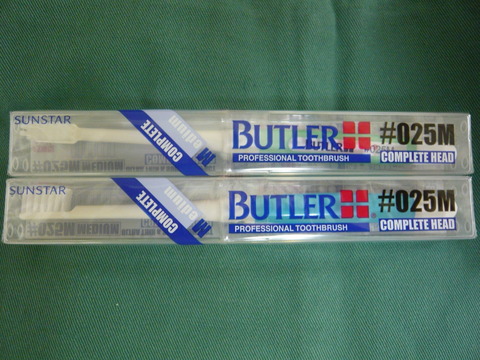 SUNSTAR
COMPLETE
Medium
BUTLER
PROFESSIONAL TOOTHBRUSH
#025M
COMPLETE HEAD
SUNSTAR
COMPLETE
Medium
BUTLER
PROFESSIONAL TOOTHBRUSH
#025M
COMPLETE HEAD